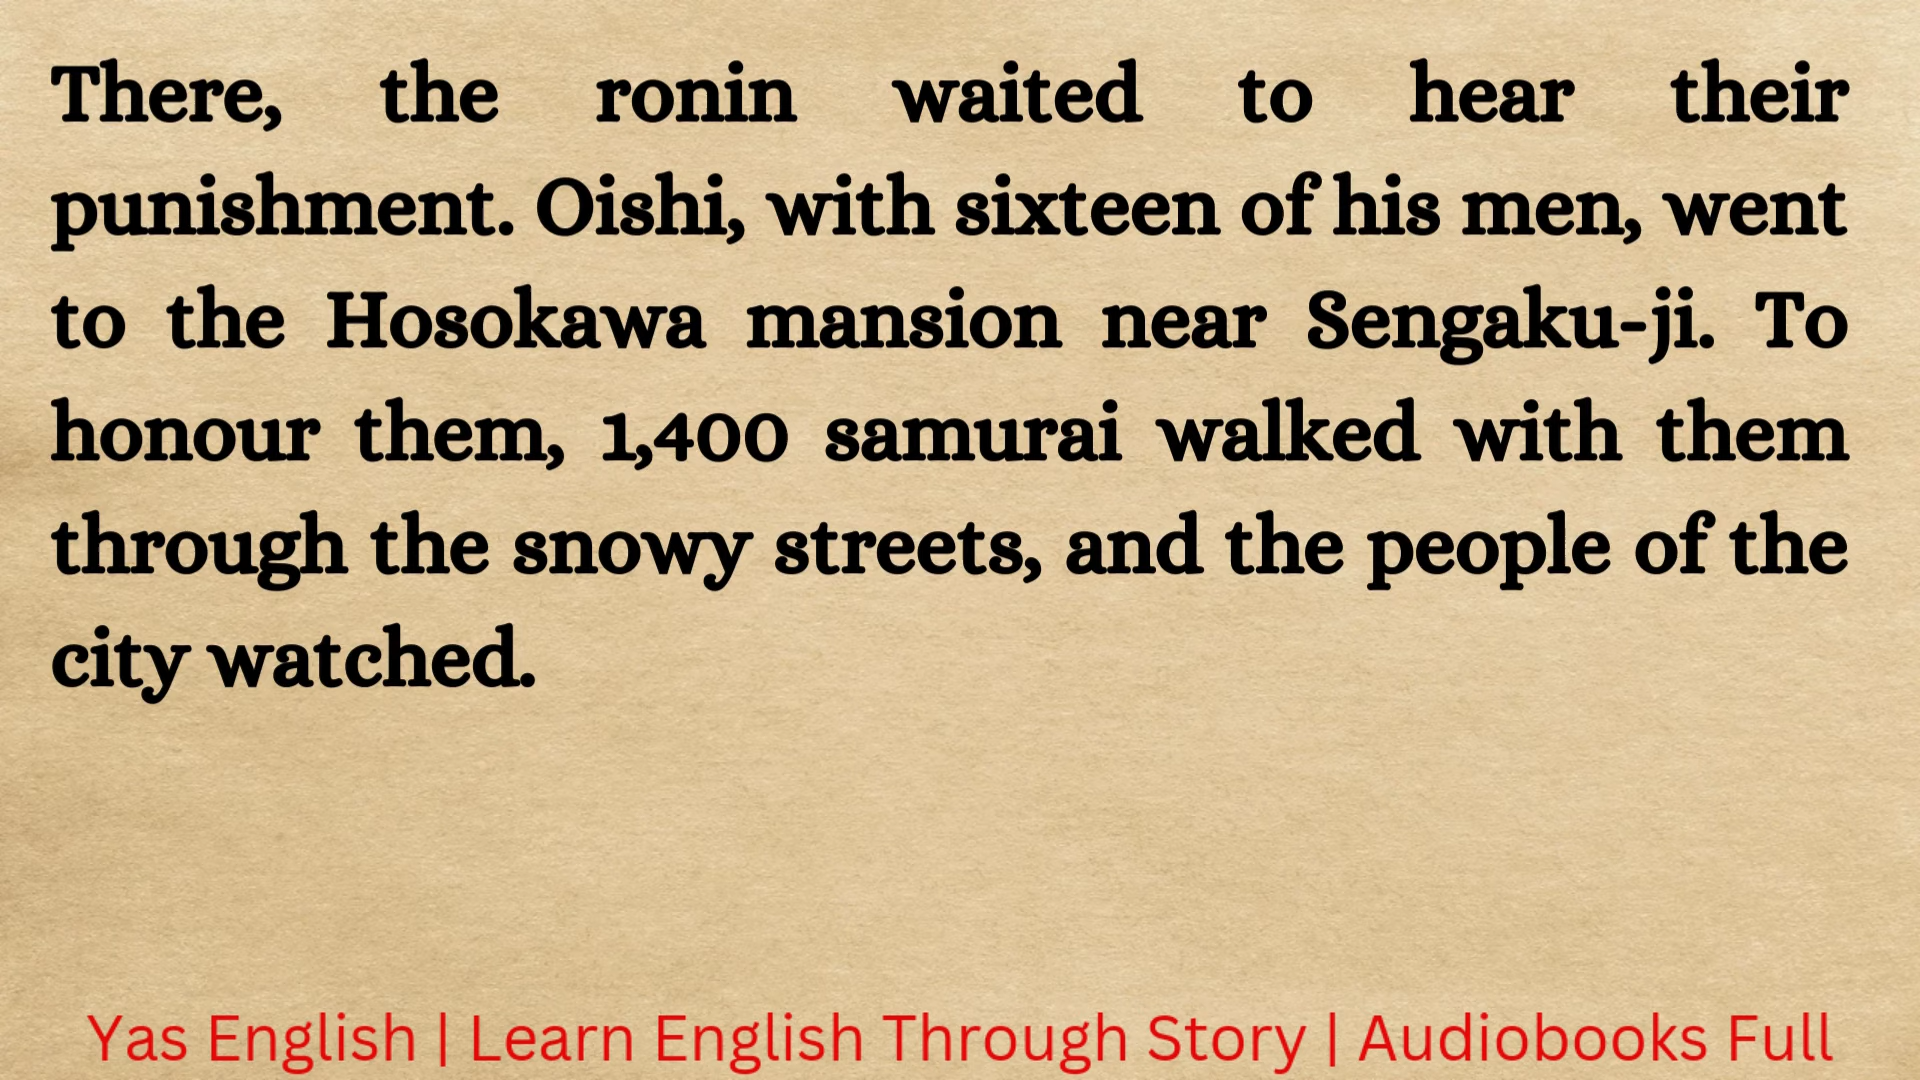 There, the ronin waited to hear their
punishment. Oishi, with sixteen of his men, went
to the Hosokawa mansion near Sengaku-ji. To
honour them, 1,400 samurai walked with them
through the snowy streets, and the people of the
city watched.
Yas English | Learn English Through Story | Audiobooks Full